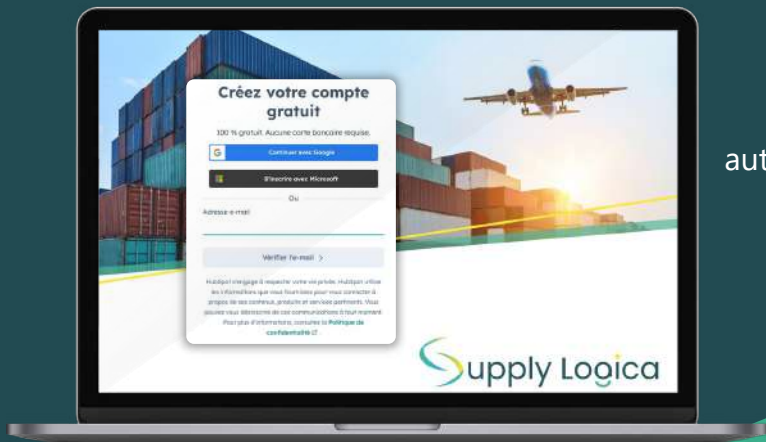 Créez votre compte
gratuit
100 % gratuit. Aucune carte bancaire requise.
G
Continuer avec Google
S'inscrire avec Microsoft
Ou
Adresse e-mail
Vérifier l'e-mail >
HubSpot s'engage à respecter votre vie privée. HubSpot utilise
les informations que vous fournissez pour vous contacter à
propos de ses contenus, produits et services pertinents. Vous
pouvez vous désinscrire de ces communications à tout moment.
Pour plus d'informations, consultez la Politique de
confidentialité
Supply Logica
aut